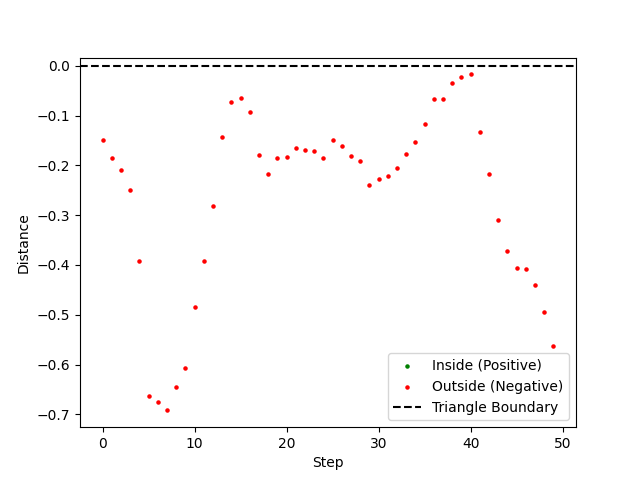 0.0
−0.1
−0.2
−0.3
−0.4
−0.5
−0.6
−0.7
Distance
Inside (Positive)
Outside (Negative)
Triangle Boundary
0 10 20 30 40 50
Step